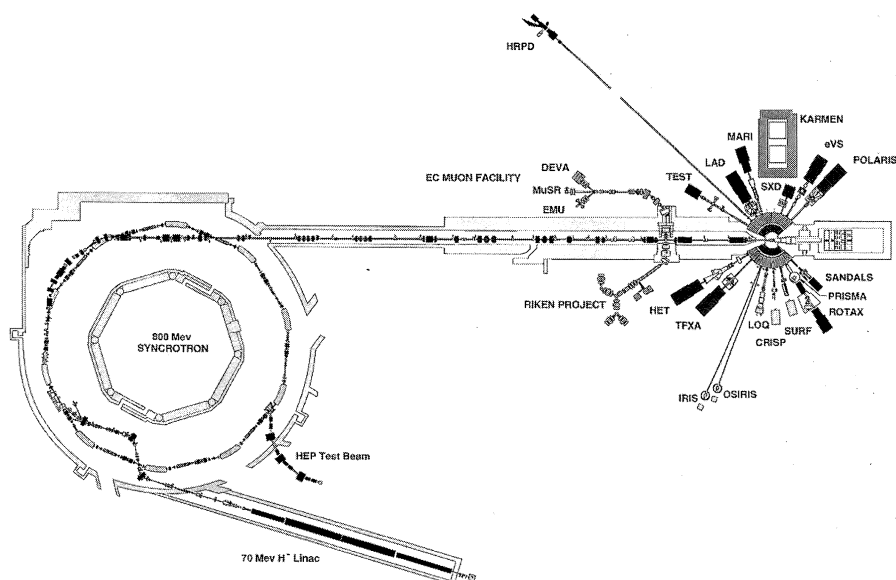 HRPD
KARMEN
MARI
eVS
LAD
POLARIS
DEVA
TEST
SXD
EC MUON FACILITY
MuSR
EMU
SANDALS
RIKEN PROJECT
HET
PRISMA
TFXA
LOQ
SURF
ROTAX
CRISP
800 Mev
SYNCROTRON
IRIS
OSIRIS
HEP Test Beam
70 Mev H⁻ Linac